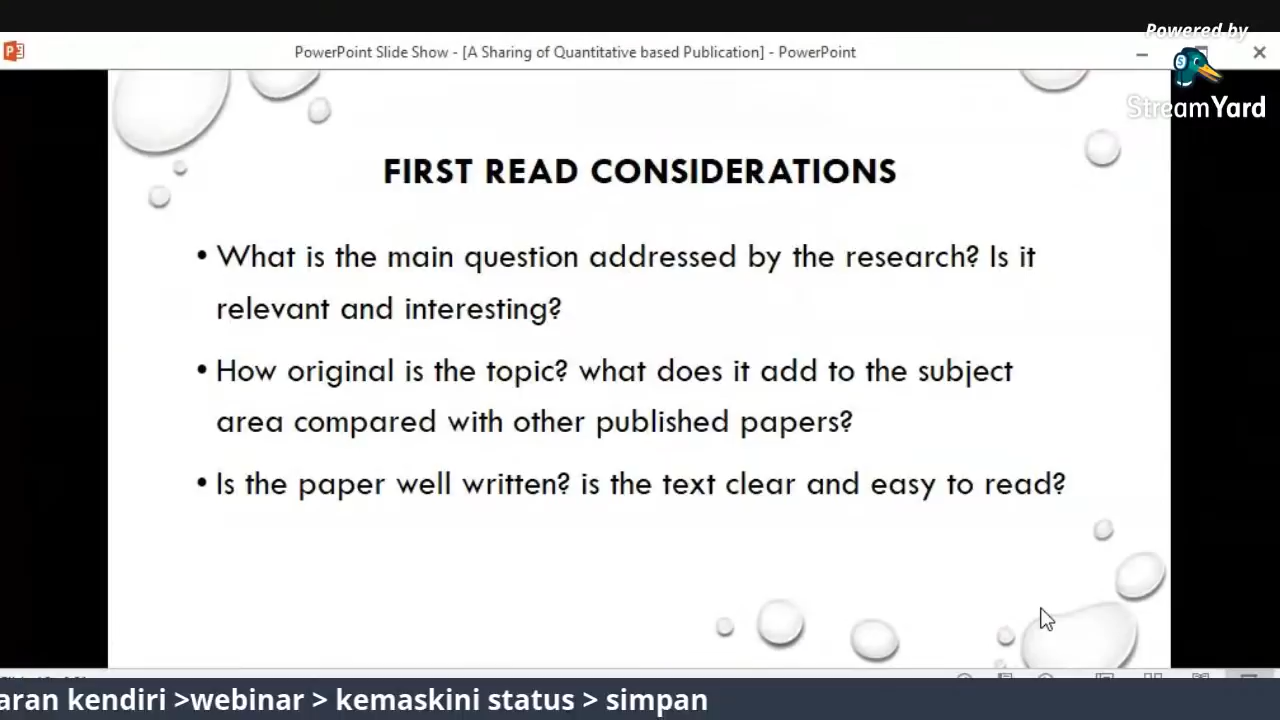 Powered by
PowerPoint Slide Show - [A Sharing of Quantitative based Publication] - PowerPoint
StreamYard
FIRST READ CONSIDERATIONS
• What is the main question addressed by the research? Is it
relevant and interesting?
• How original is the topic? what does it add to the subject
area compared with other published papers?
• Is the paper well written? is the text clear and easy to read?
aran kendiri >webinar > kemaskini status > simpan